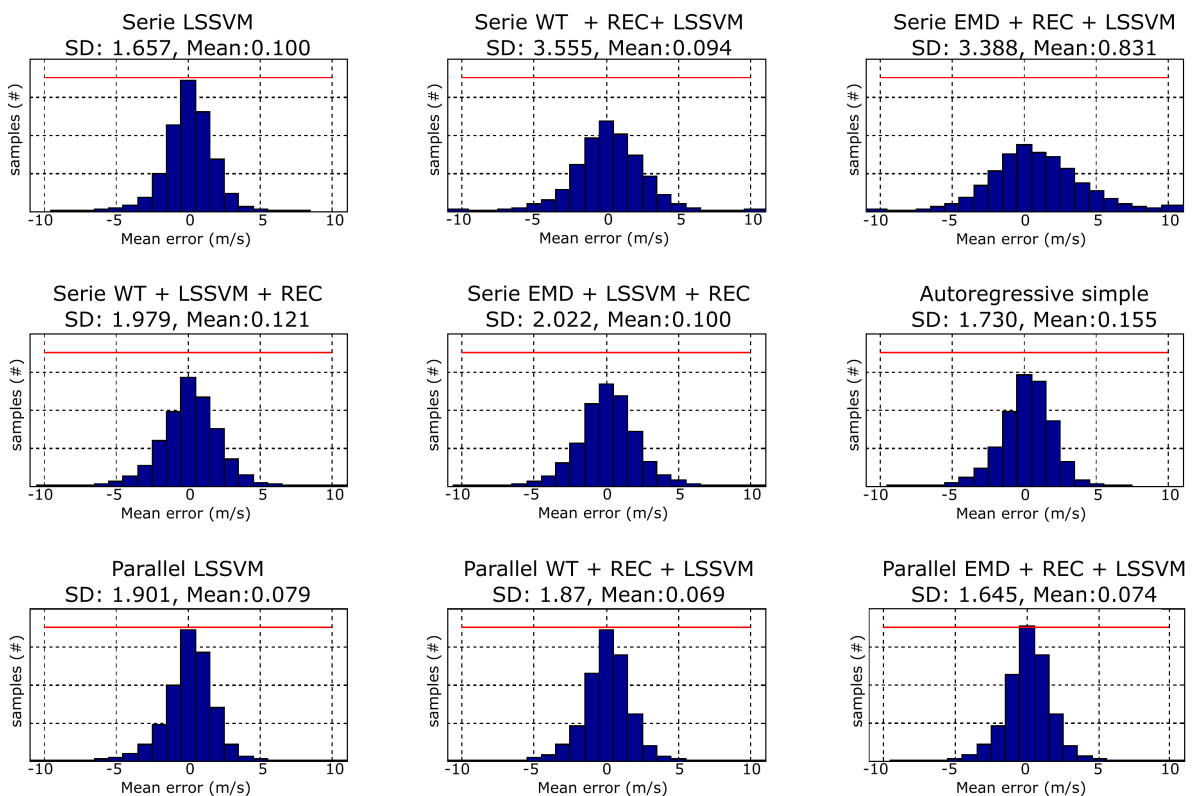 Serie LSSVM
SD: 1.657, Mean:0.100
samples (#)
-10 -5 0 5 10
Mean error (m/s)
Serie WT + REC+ LSSVM
SD: 3.555, Mean:0.094
samples (#)
-10 -5 0 5 10
Mean error (m/s)
Serie EMD + REC + LSSVM
SD: 3.388, Mean:0.831
samples (#)
-10 -5 0 5 10
Mean error (m/s)
Serie WT + LSSVM + REC
SD: 1.979, Mean:0.121
samples (#)
-10 -5 0 5 10
Mean error (m/s)
Serie EMD + LSSVM + REC
SD: 2.022, Mean:0.100
samples (#)
-10 -5 0 5 10
Mean error (m/s)
Autoregressive simple
SD: 1.730, Mean:0.155
samples (#)
-10 -5 0 5 10
Mean error (m/s)
Parallel LSSVM
SD: 1.901, Mean:0.079
samples (#)
-10 -5 0 5 10
Mean error (m/s)
Parallel WT + REC + LSSVM
SD: 1.87, Mean:0.069
samples (#)
-10 -5 0 5 10
Mean error (m/s)
Parallel EMD + REC + LSSVM
SD: 1.645, Mean:0.074
samples (#)
-10 -5 0 5 10
Mean error (m/s)